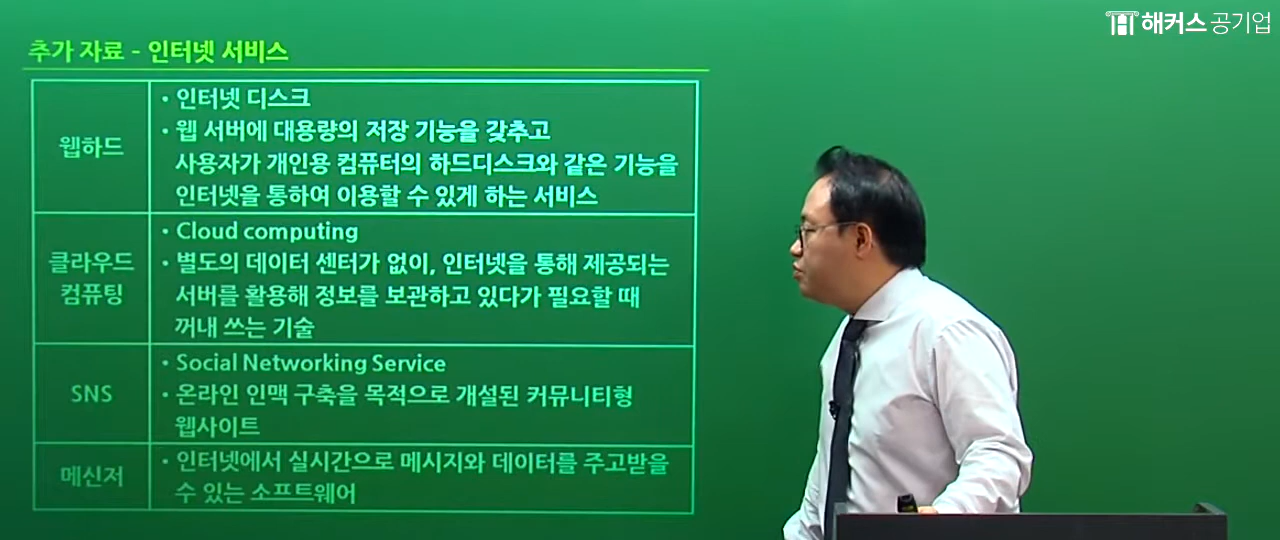 해커스 공기업
추가 자료 - 인터넷 서비스
웹하드
• 인터넷 디스크
• 웹 서버에 대용량의 저장 기능을 갖추고
사용자가 개인용 컴퓨터의 하드디스크와 같은 기능을
인터넷을 통하여 이용할 수 있게 하는 서비스
클라우드
컴퓨팅
• Cloud computing
• 별도의 데이터 센터가 없이, 인터넷을 통해 제공되는
서버를 활용해 정보를 보관하고 있다가 필요할 때
꺼내 쓰는 기술
SNS
• Social Networking Service
• 온라인 인맥 구축을 목적으로 개설된 커뮤니티형
웹사이트
메신저
• 인터넷에서 실시간으로 메시지와 데이터를 주고받을
수 있는 소프트웨어